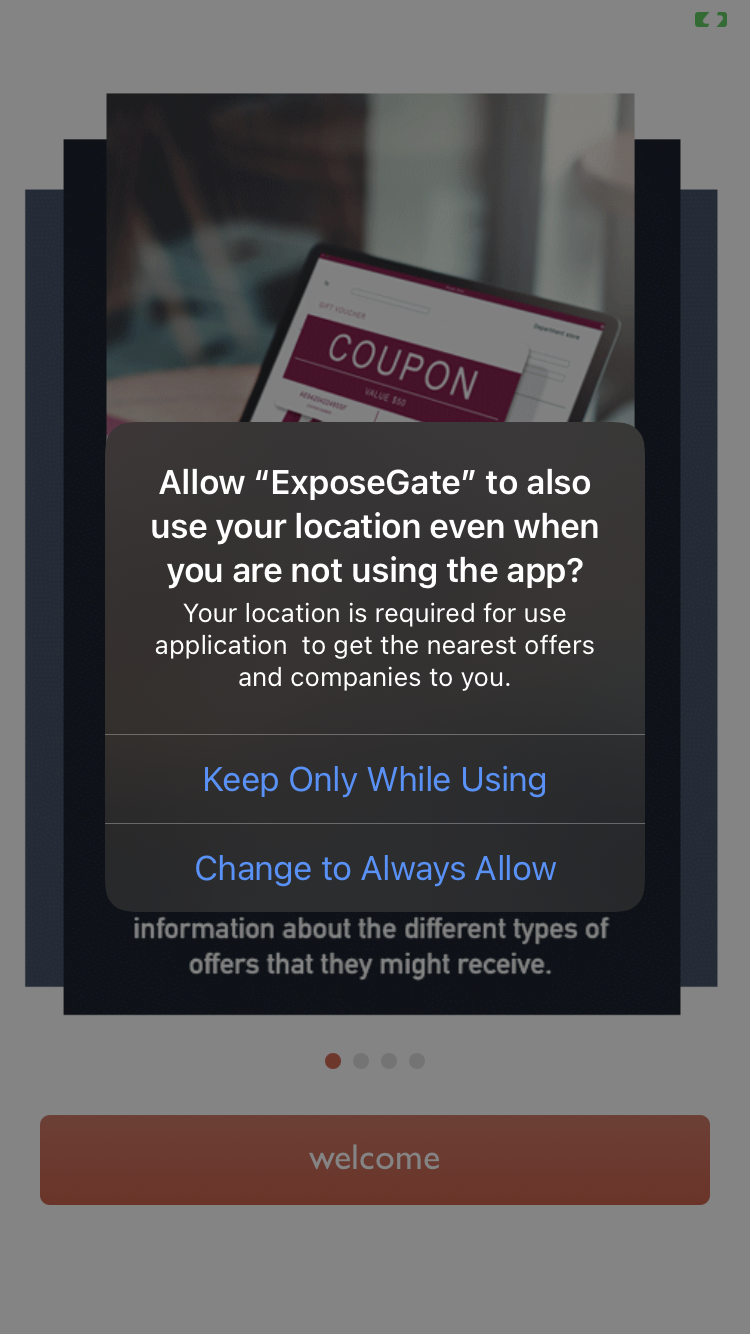 GIFT VOUCHER
Department store
COUPON
VALUE $50
Allow “ExposeGate” to also
use your location even when
you are not using the app?
Your location is required for use
application  to get the nearest offers
and companies to you.
Keep Only While Using
Change to Always Allow
information about the different types of
offers that they might receive.
welcome